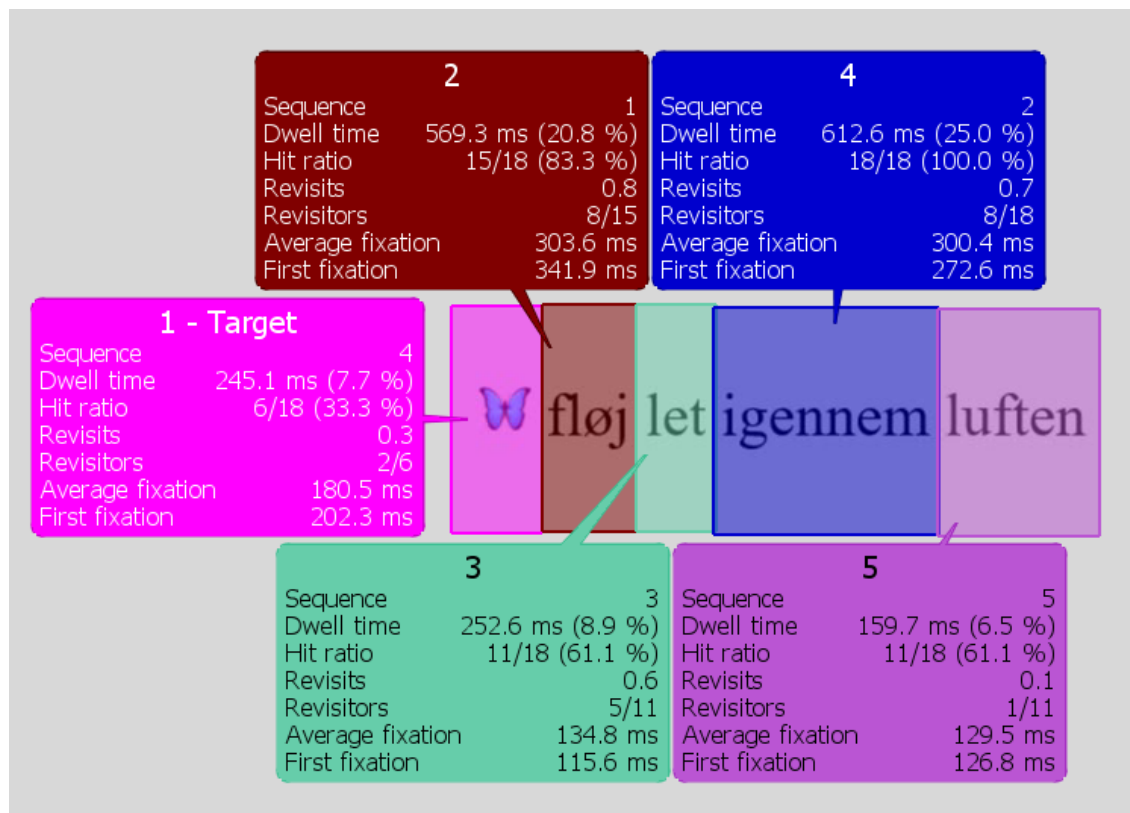 2
Sequence 1
Dwell time 569.3 ms (20.8 %)
Hit ratio 15/18 (83.3 %)
Revisits 0.8
Revisitors 8/15
Average fixation 303.6 ms
First fixation 341.9 ms
4
Sequence 2
Dwell time 612.6 ms (25.0 %)
Hit ratio 18/18 (100.0 %)
Revisits 0.7
Revisitors 8/18
Average fixation 300.4 ms
First fixation 272.6 ms
1 - Target
Sequence 4
Dwell time 245.1 ms (7.7 %)
Hit ratio 6/18 (33.3 %)
Revisits 0.3
Revisitors 2/6
Average fixation 180.5 ms
First fixation 202.3 ms
🦋 fløj let igennem luften
3
Sequence 3
Dwell time 252.6 ms (8.9 %)
Hit ratio 11/18 (61.1 %)
Revisits 0.6
Revisitors 5/11
Average fixation 134.8 ms
First fixation 115.6 ms
5
Sequence 5
Dwell time 159.7 ms (6.5 %)
Hit ratio 11/18 (61.1 %)
Revisits 0.1
Revisitors 1/11
Average fixation 129.5 ms
First fixation 126.8 ms